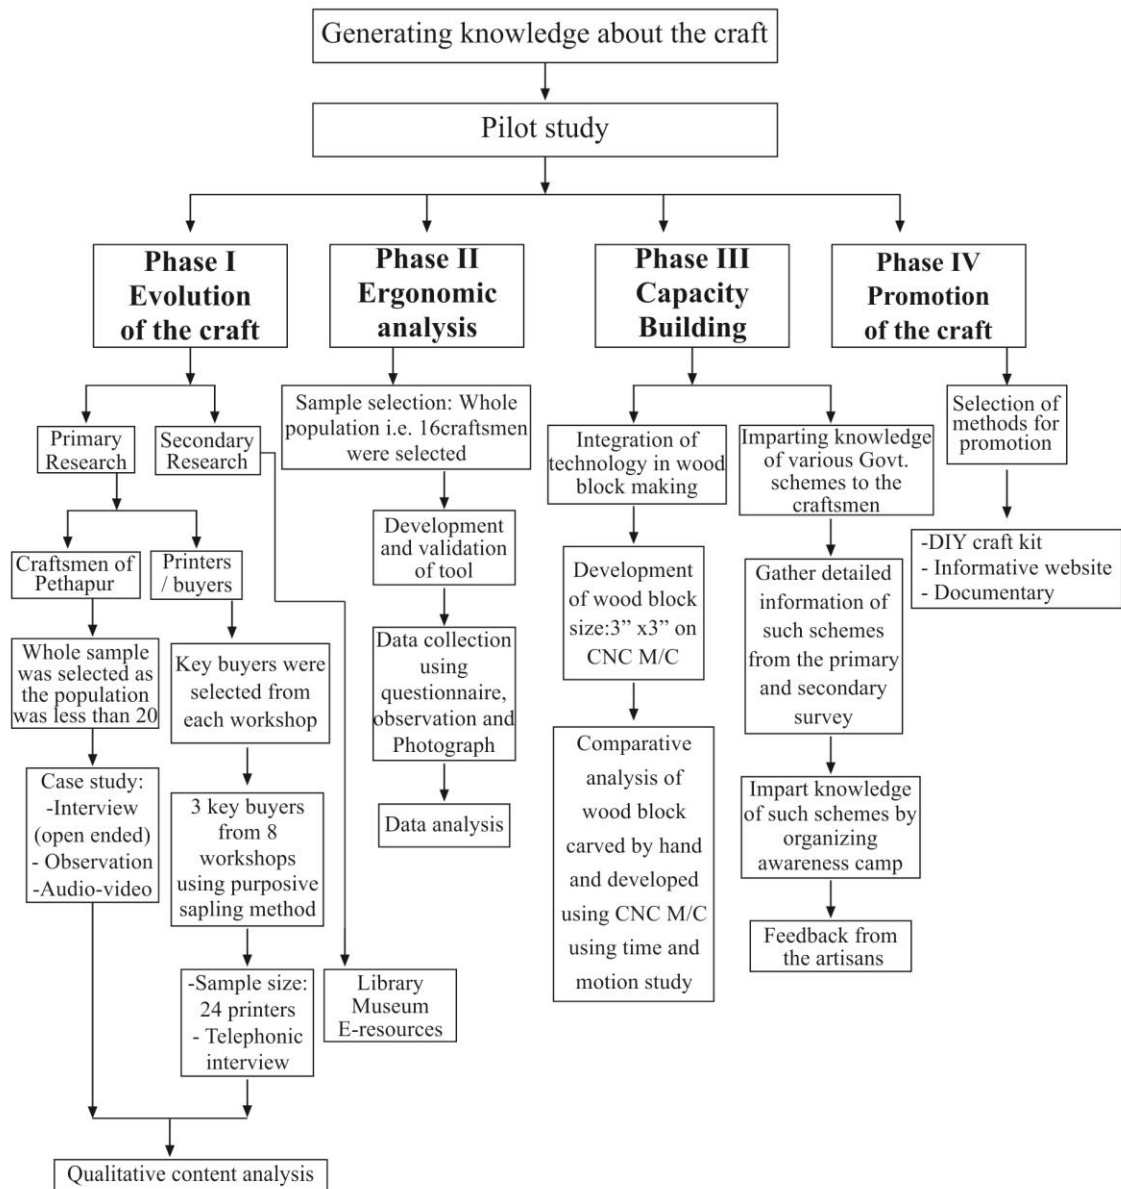 Generating knowledge about the craft
Pilot study
Phase I
Evolution
of the craft
Phase II
Ergonomic
analysis
Phase III
Capacity
Building
Phase IV
Promotion
of the craft
Primary
Research
Secondary
Research
Craftsmen of
Pethapur
Printers
/ buyers
Whole sample
was selected as
the population
was less than 20
Key buyers were
selected from
each workshop
Case study:
-Interview
(open ended)
- Observation
-Audio-video
3 key buyers
from 8
workshops
using purposive
sapling method
-Sample size:
24 printers
- Telephonic
interview
Library
Museum
E-resources
Qualitative content analysis
Sample selection: Whole
population i.e. 16craftsmen
were selected
Development
and validation
of tool
Data collection
using
questionnaire,
observation and
Photograph
Data analysis
Integration of
technology in wood
block making
Development
of wood block
size:3” x3” on
CNC M/C
Comparative
analysis of
wood block
carved by hand
and developed
using CNC M/C
using time and
motion study
Imparting knowledge
of various Govt.
schemes to the
craftsmen
Gather detailed
information of
such schemes
from the primary
and secondary
survey
Impart knowledge
of such schemes by
organizing
awareness camp
Feedback from
the artisans
Selection of
methods for
promotion
-DIY craft kit
- Informative website
- Documentary